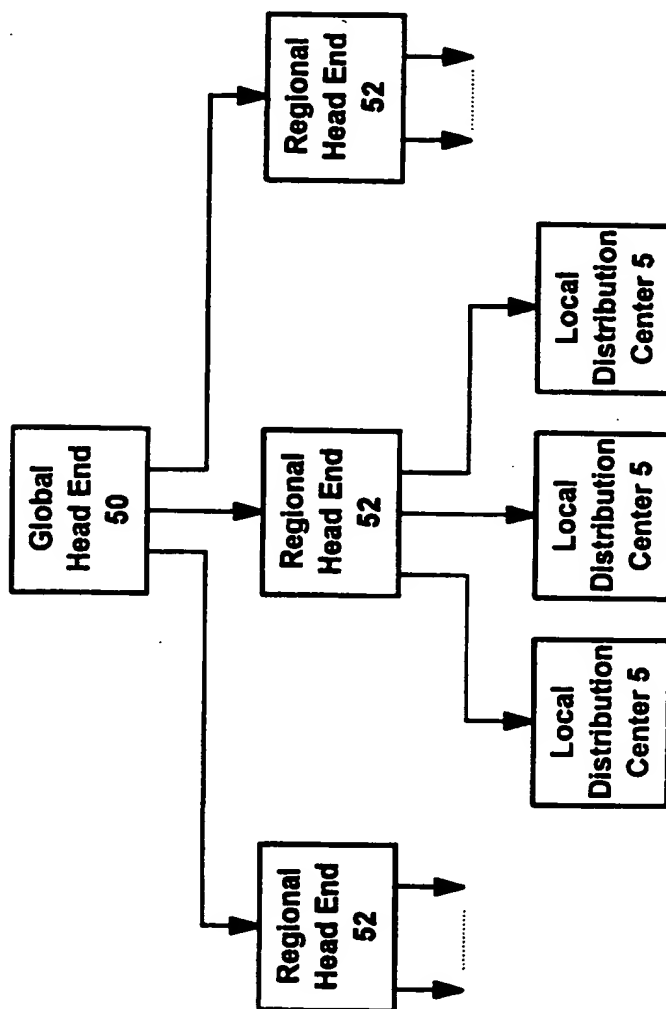 Global
Head End
50
Regional
Head End
52
Regional
Head End
52
Regional
Head End
52
Local
Distribution
Center 5
Local
Distribution
Center 5
Local
Distribution
Center 5